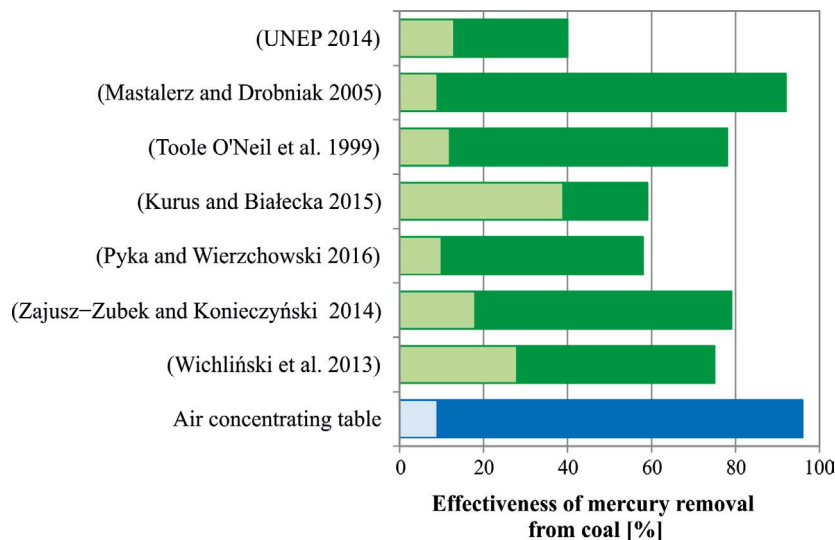 (UNEP 2014)
(Mastalerz and Drobniak 2005)
(Toole O'Neil et al. 1999)
(Kurus and Białecka 2015)
(Pyka and Wierzchowski 2016)
(Zajusz−Zubek and Konieczyński 2014)
(Wichliński et al. 2013)
Air concentrating table
0 20 40 60 80 100
Effectiveness of mercury removal
from coal [%]